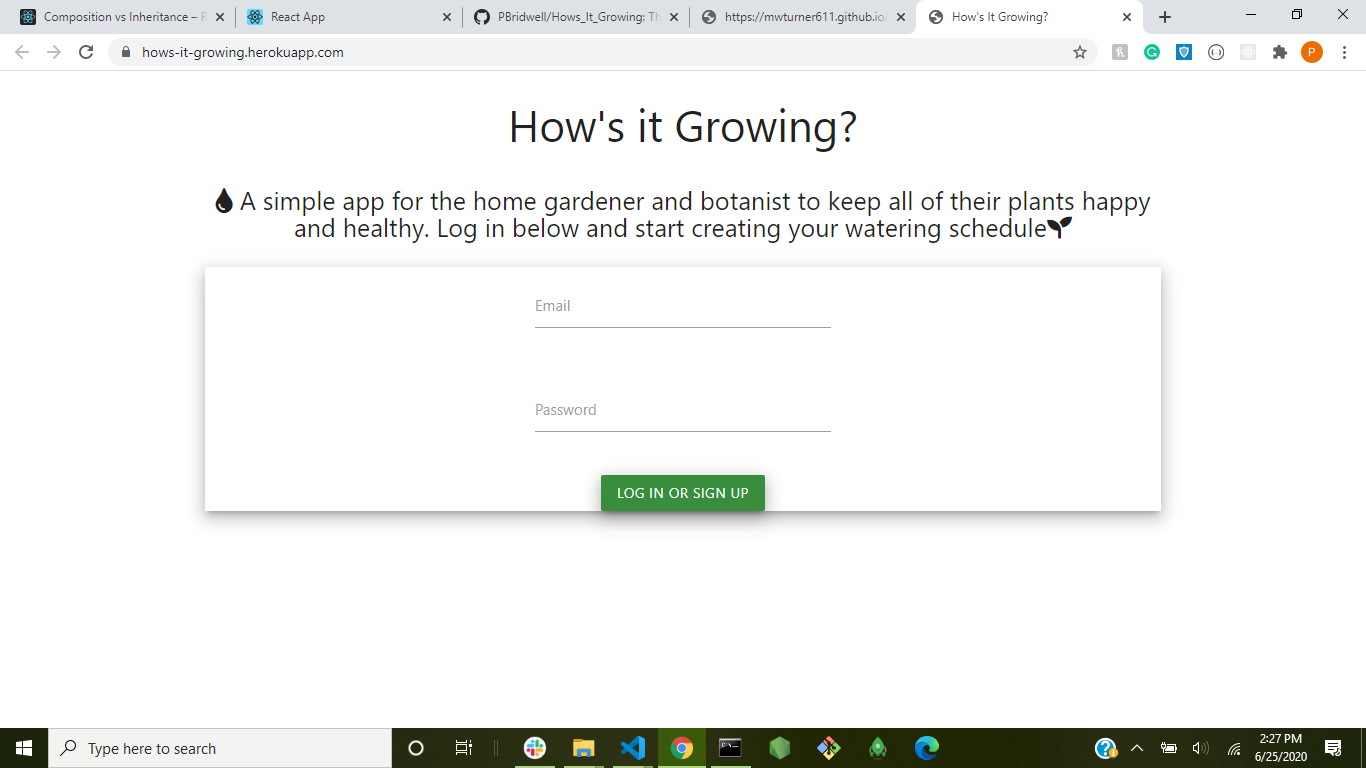 Composition vs Inheritance – R
React App
PBridwell/Hows_It_Growing: Th
https://mwturner611.github.io/
How's It Growing?
hows-it-growing.herokuapp.com
P
How's it Growing?
A simple app for the home gardener and botanist to keep all of their plants happy
and healthy. Log in below and start creating your watering schedule
Email
Password
LOG IN OR SIGN UP
Type here to search
2:27 PM
6/25/2020